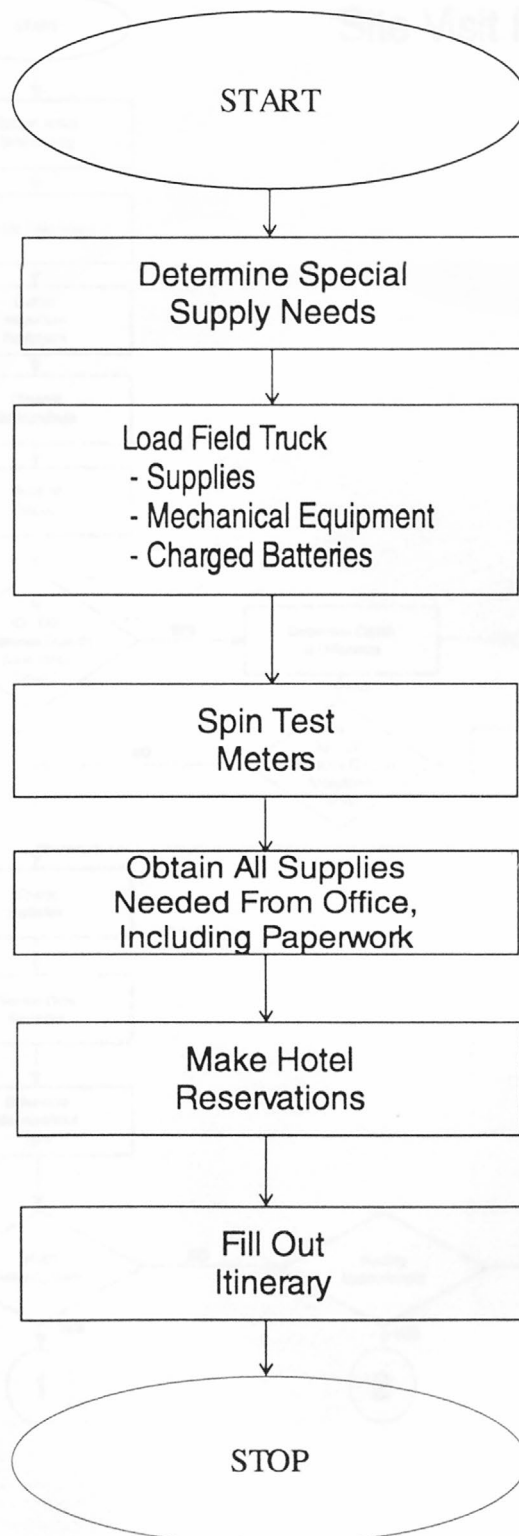 START
Determine Special
Supply Needs
Load Field Truck
- Supplies
- Mechanical Equipment
- Charged Batteries
Spin Test
Meters
Obtain All Supplies
Needed From Office,
Including Paperwork
Make Hotel
Reservations
Fill Out
Itinerary
STOP